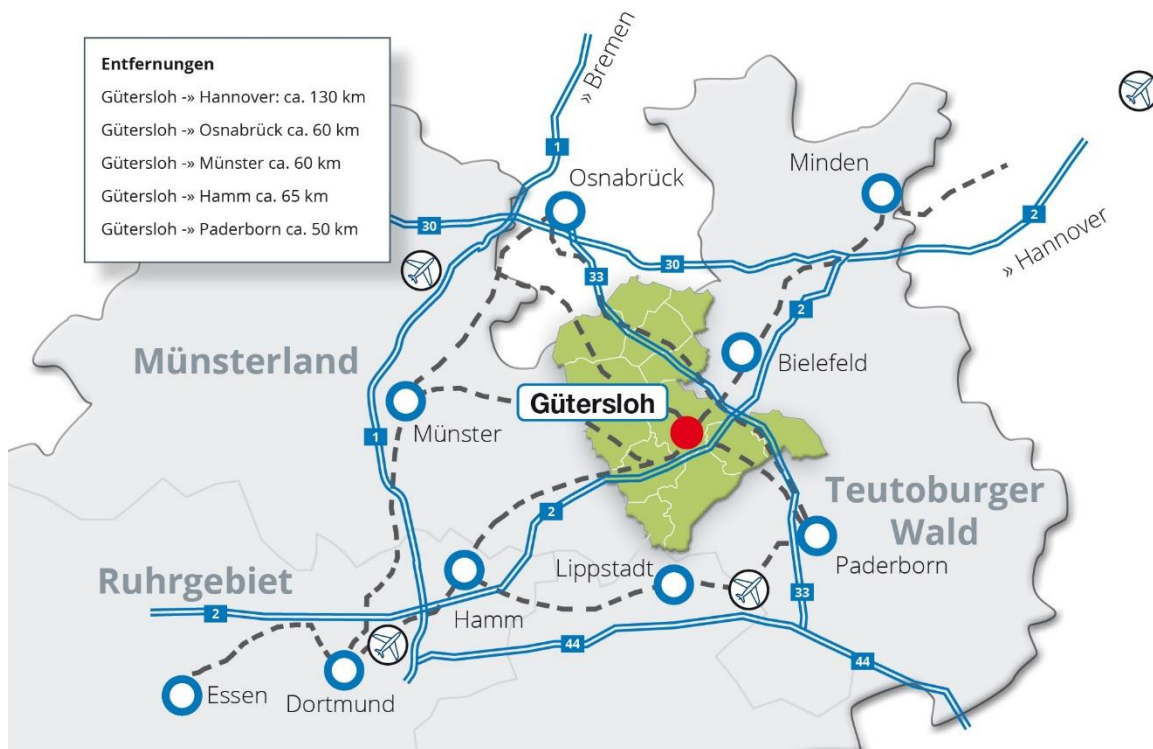 Entfernungen
Gütersloh -» Hannover: ca. 130 km
Gütersloh -» Osnabrück ca. 60 km
Gütersloh -» Münster ca. 60 km
Gütersloh -» Hamm ca. 65 km
Gütersloh -» Paderborn ca. 50 km
» Bremen
1
Osnabrück
Minden
30
2
» Hannover
30
33
2
Münsterland
Bielefeld
Gütersloh
Münster
1
Teutoburger
Wald
2
Paderborn
Lippstadt
Ruhrgebiet
33
2
Hamm
44
44
Essen
Dortmund